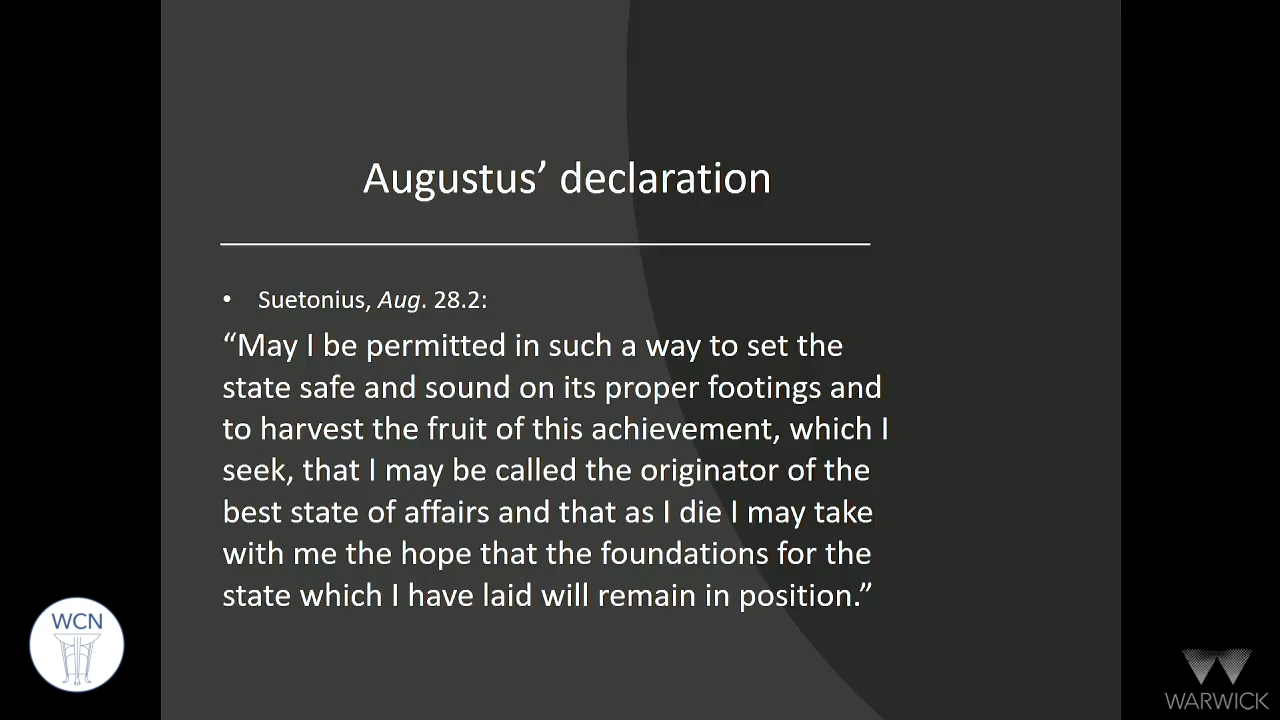 Augustus’ declaration
• Suetonius, Aug. 28.2:
“May I be permitted in such a way to set the
state safe and sound on its proper footings and
to harvest the fruit of this achievement, which I
seek, that I may be called the originator of the
best state of affairs and that as I die I may take
with me the hope that the foundations for the
state which I have laid will remain in position.”
WCN
WARWICK